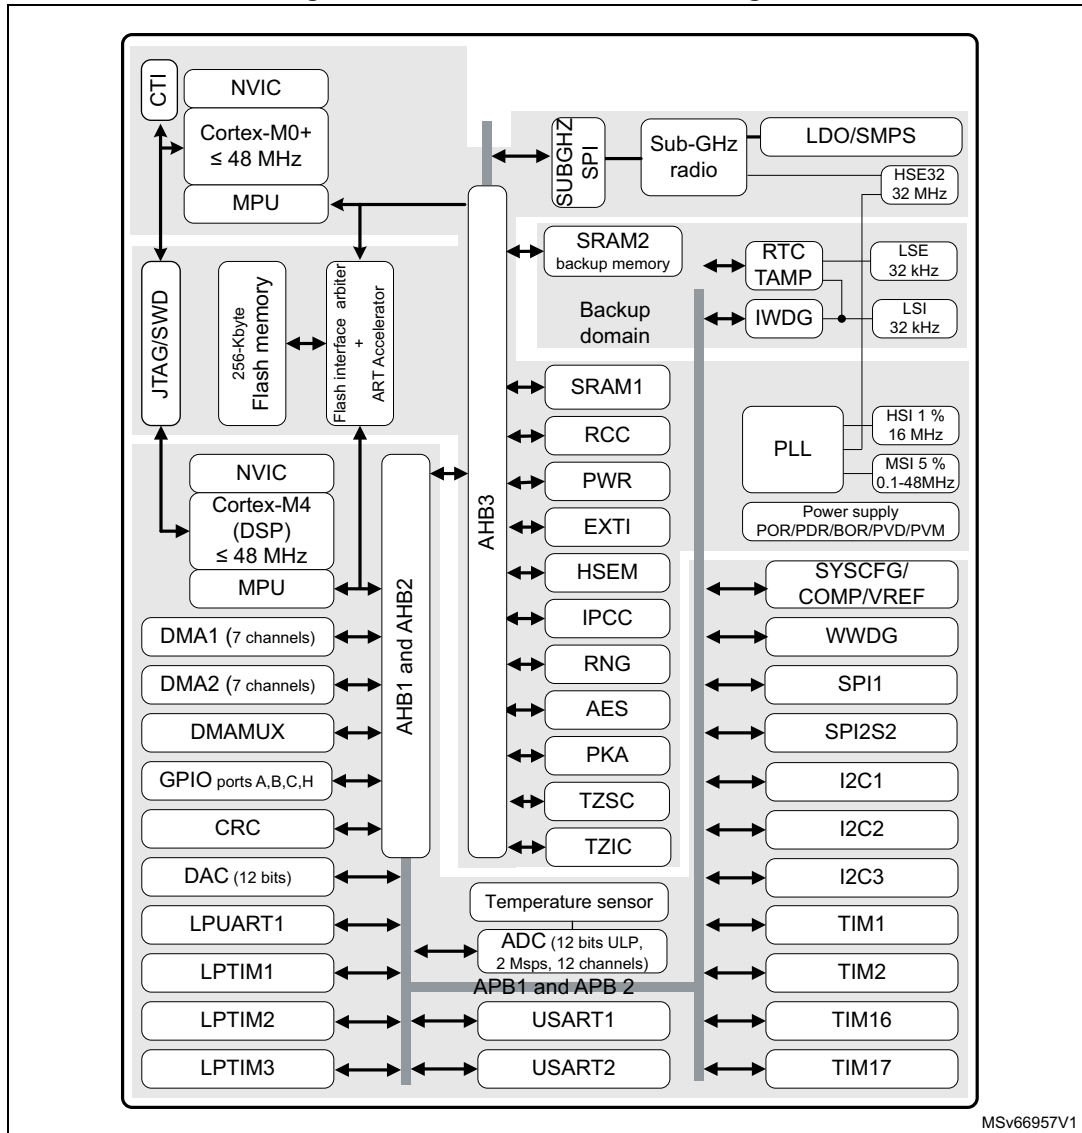 CTI
NVIC
Cortex-M0+
≤ 48 MHz
MPU
SUBGHZ
SPI
Sub-GHz
radio
LDO/SMPS
HSE32
32 MHz
SRAM2
backup memory
RTC
TAMP
LSE
32 kHz
Backup
domain
IWDG
LSI
32 kHz
JTAG/SWD
256-Kbyte
Flash memory
Flash interface arbiter
+
ART Accelerator
AHB3
SRAM1
RCC
PWR
EXTI
HSEM
IPCC
RNG
AES
PKA
TZSC
TZIC
PLL
HSI 1 %
16 MHz
MSI 5 %
0.1-48MHz
Power supply
POR/PDR/BOR/PVD/PVM
NVIC
Cortex-M4
(DSP)
≤ 48 MHz
MPU
AHB1 and AHB2
DMA1 (7 channels)
DMA2 (7 channels)
DMAMUX
GPIO ports A,B,C,H
CRC
DAC (12 bits)
LPUART1
LPTIM1
LPTIM2
LPTIM3
Temperature sensor
ADC (12 bits ULP,
2 Msps, 12 channels)
APB1 and APB 2
USART1
USART2
SYSCFG/
COMP/VREF
WWDG
SPI1
SPI2S2
I2C1
I2C2
I2C3
TIM1
TIM2
TIM16
TIM17
MSv66957V1